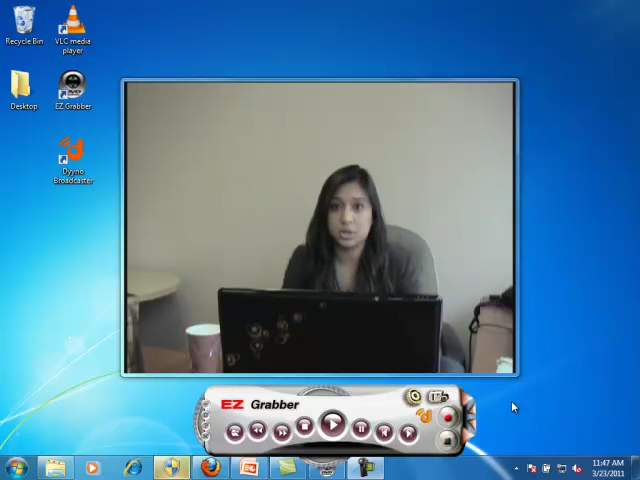 Recycle Bin
VLC media
player
Desktop
EZ Grabber
Dyyno
Broadcaster
EZ Grabber
11:47 AM
3/23/2011